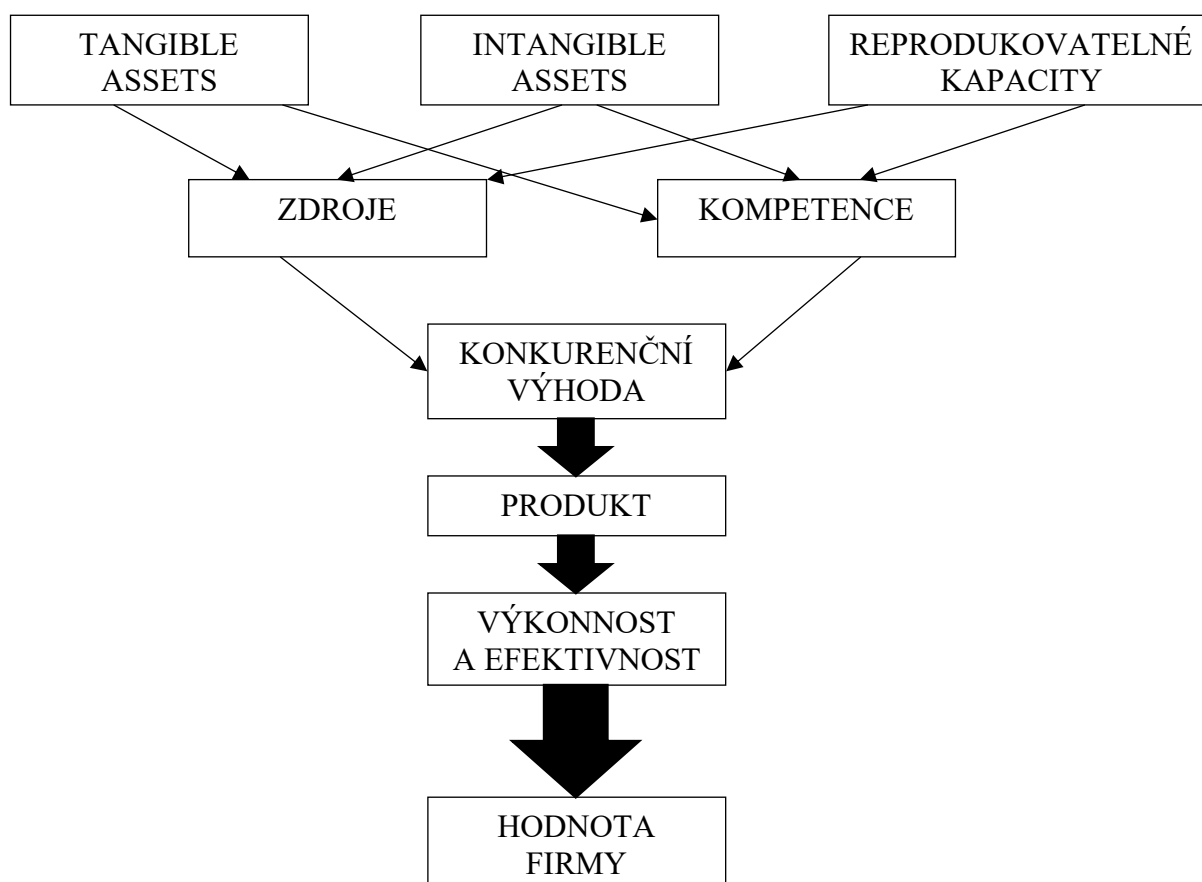 TANGIBLE
ASSETS
INTANGIBLE
ASSETS
REPRODUKOVATELNÉ
KAPACITY
ZDROJE
KOMPETENCE
KONKURENČNÍ
VÝHODA
PRODUKT
VÝKONNOST
A EFEKTIVNOST
HODNOTA
FIRMY